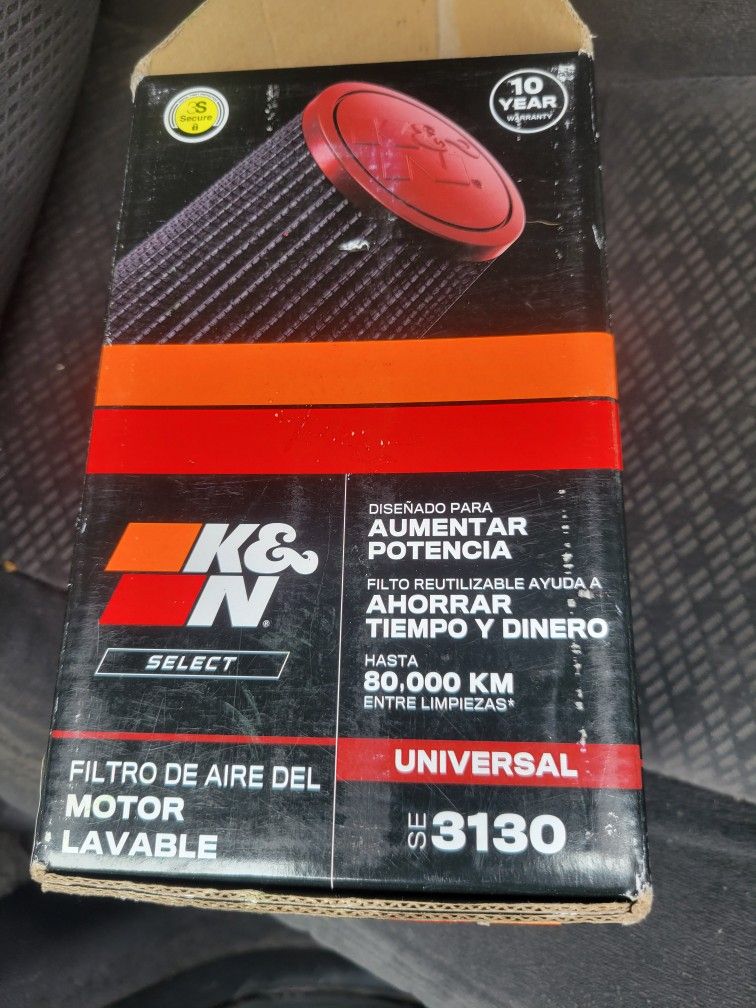 3S
Secure
10
YEAR
WARRANTY
K&N
K&
N®
SELECT
DISEÑADO PARA
AUMENTAR
POTENCIA
FILTO REUTILIZABLE AYUDA A
AHORRAR
TIEMPO Y DINERO
HASTA
80,000 KM
ENTRE LIMPIEZAS*
FILTRO DE AIRE DEL
MOTOR
LAVABLE
UNIVERSAL
SE 3130